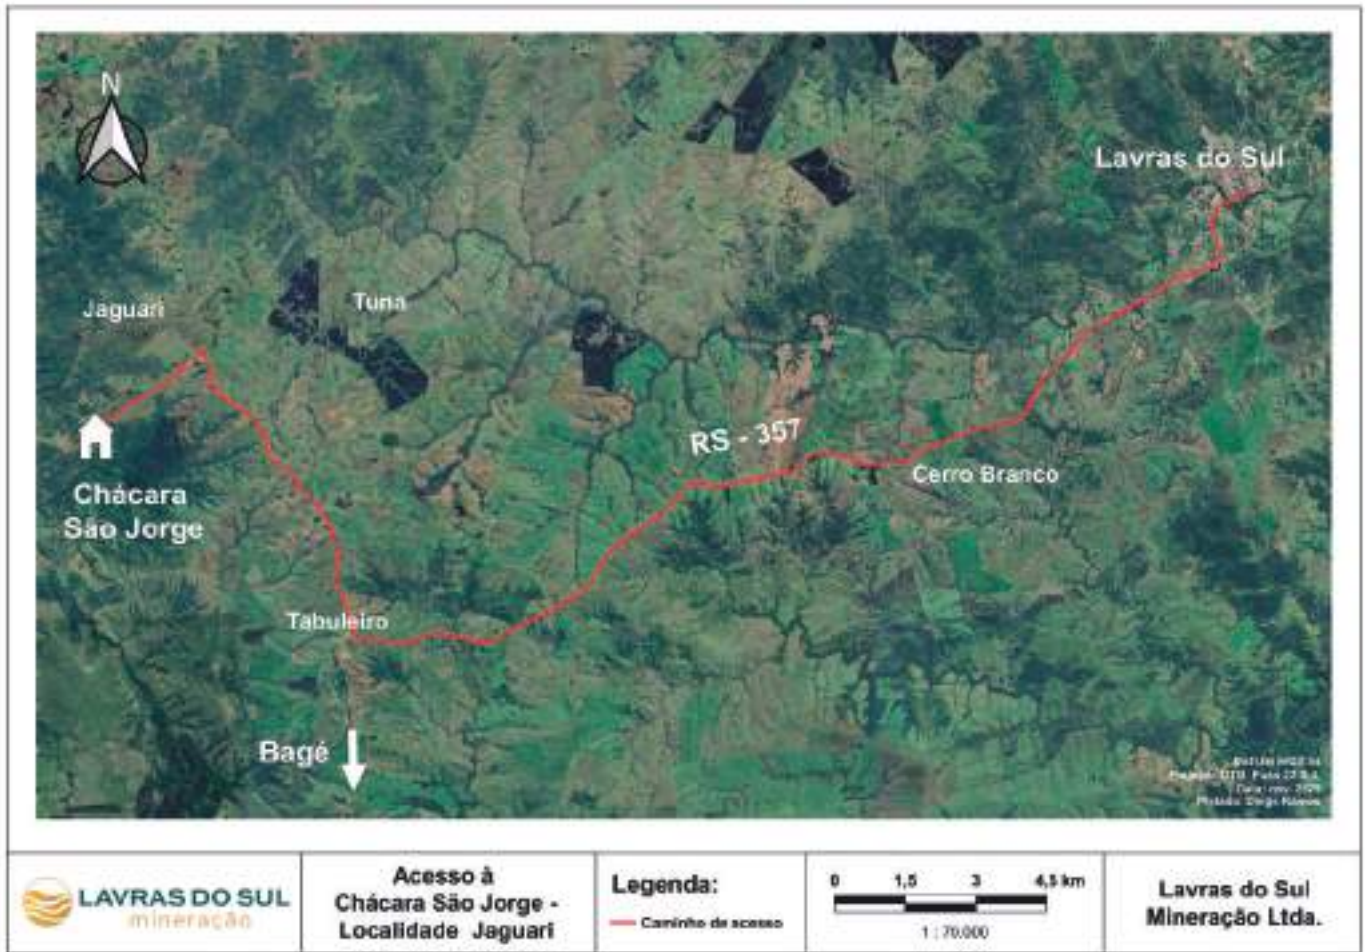 N
Lavras do Sul
Jaguari
Tuna
RS - 357
Cerro Branco
Chácara
São Jorge
Tabuleiro
Bagé
LAVRAS DO SUL
mineração
Acesso à
Chácara São Jorge -
Localidade Jaguari
Legenda:
Caminho de acesso
0 1,5 3 4,5 km
1 : 70.000
Lavras do Sul
Mineração Ltda.